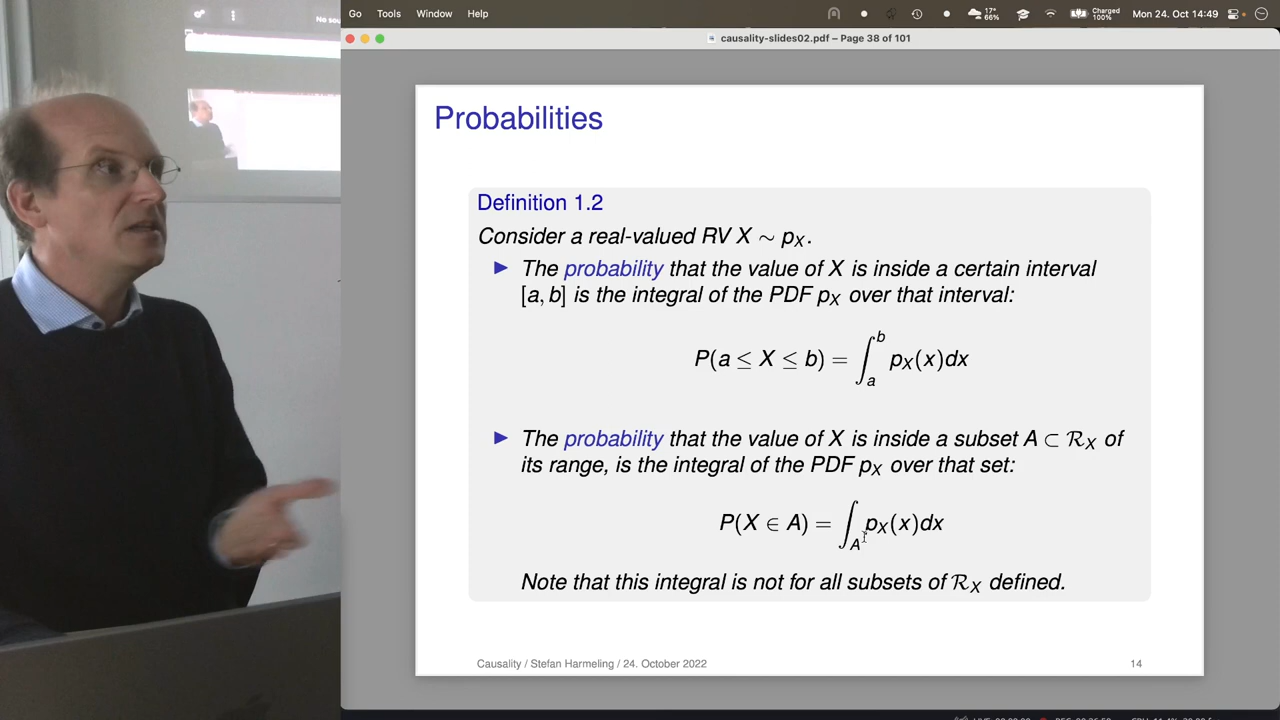 Go Tools Window Help
17°
66%
Charged
100%
Mon 24. Oct 14:49
causality-slides02.pdf – Page 38 of 101
Probabilities
Definition 1.2
Consider a real-valued RV X ∼ p_X.
▶ The probability that the value of X is inside a certain interval
[a, b] is the integral of the PDF p_X over that interval:
P(a ≤ X ≤ b) = ∫_a^b p_X(x)dx
▶ The probability that the value of X is inside a subset A ⊂ ℛ_X of
its range, is the integral of the PDF p_X over that set:
P(X ∈ A) = ∫_A p_X(x)dx
Note that this integral is not for all subsets of ℛ_X defined.
Causality / Stefan Harmeling / 24. October 2022
14